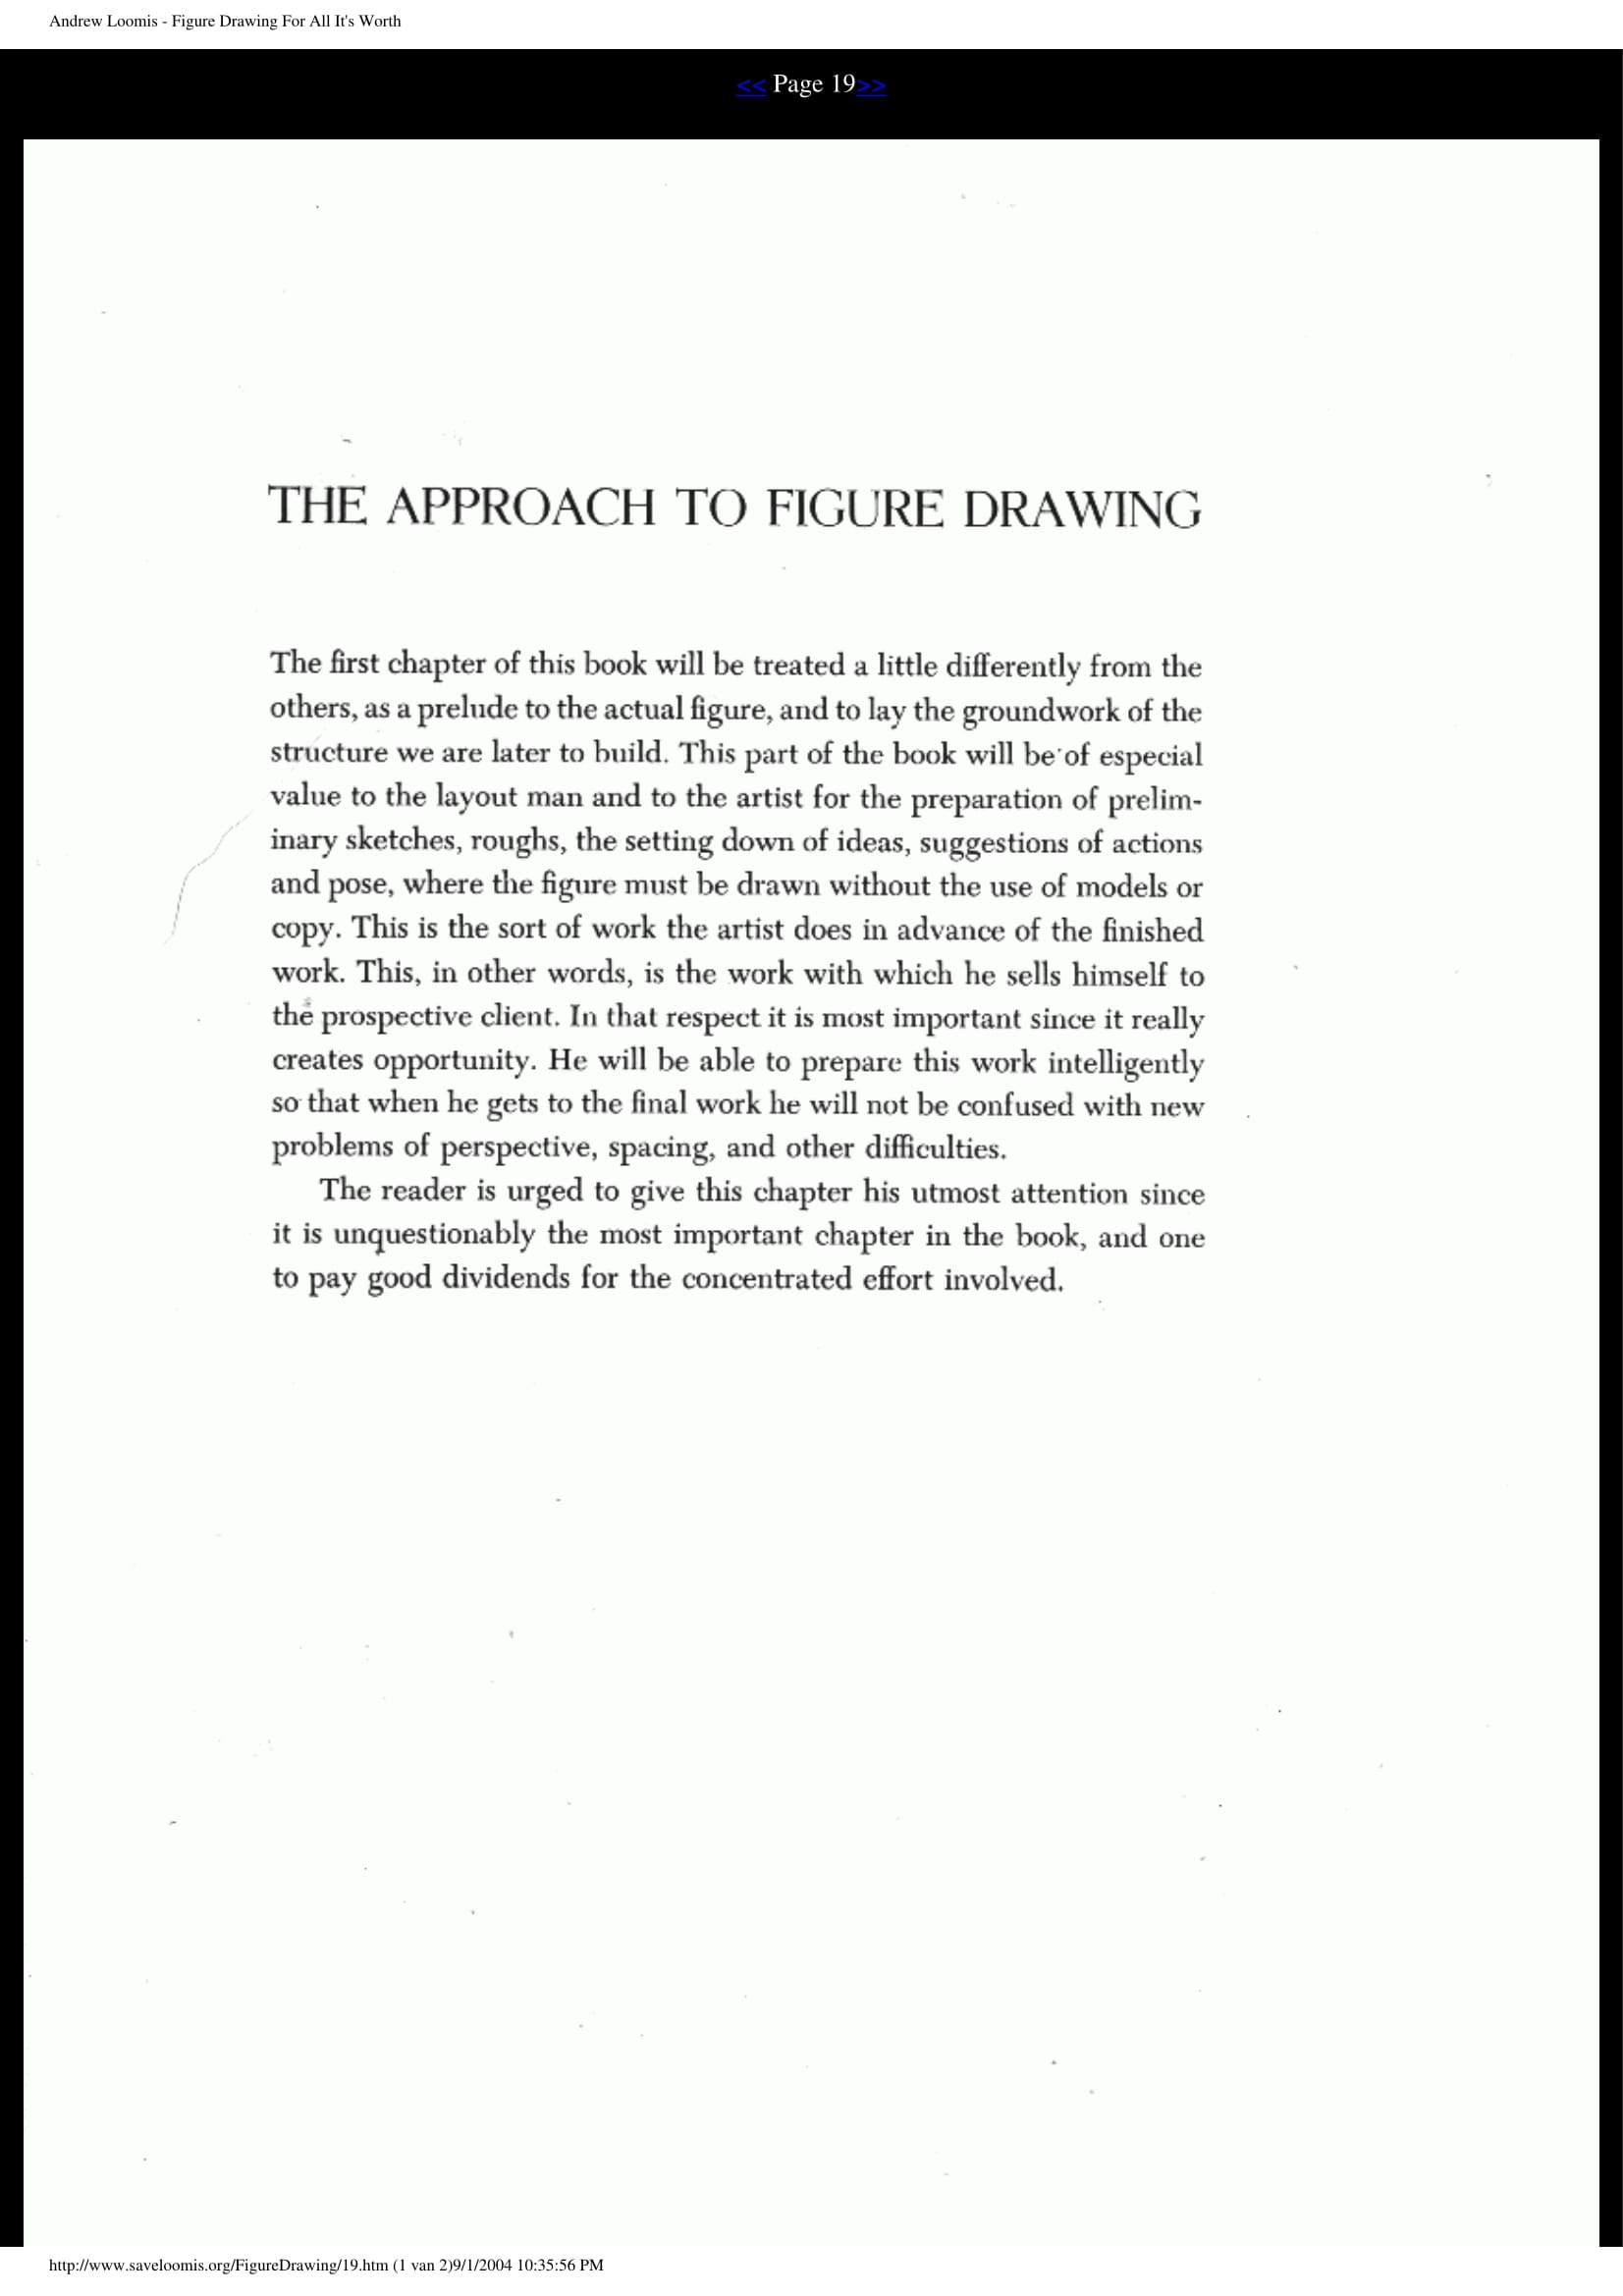 Andrew Loomis - Figure Drawing For All It's Worth
<< Page 19>>
THE APPROACH TO FIGURE DRAWING
The first chapter of this book will be treated a little differently from the
others, as a prelude to the actual figure, and to lay the groundwork of the
structure we are later to build. This part of the book will be of especial
value to the layout man and to the artist for the preparation of prelim-
inary sketches, roughs, the setting down of ideas, suggestions of actions
and pose, where the figure must be drawn without the use of models or
copy. This is the sort of work the artist does in advance of the finished
work. This, in other words, is the work with which he sells himself to
the prospective client. In that respect it is most important since it really
creates opportunity. He will be able to prepare this work intelligently
so that when he gets to the final work he will not be confused with new
problems of perspective, spacing, and other difficulties.
The reader is urged to give this chapter his utmost attention since
it is unquestionably the most important chapter in the book, and one
to pay good dividends for the concentrated effort involved.
http://www.saveloomis.org/FigureDrawing/19.htm (1 van 2)9/1/2004 10:35:56 PM